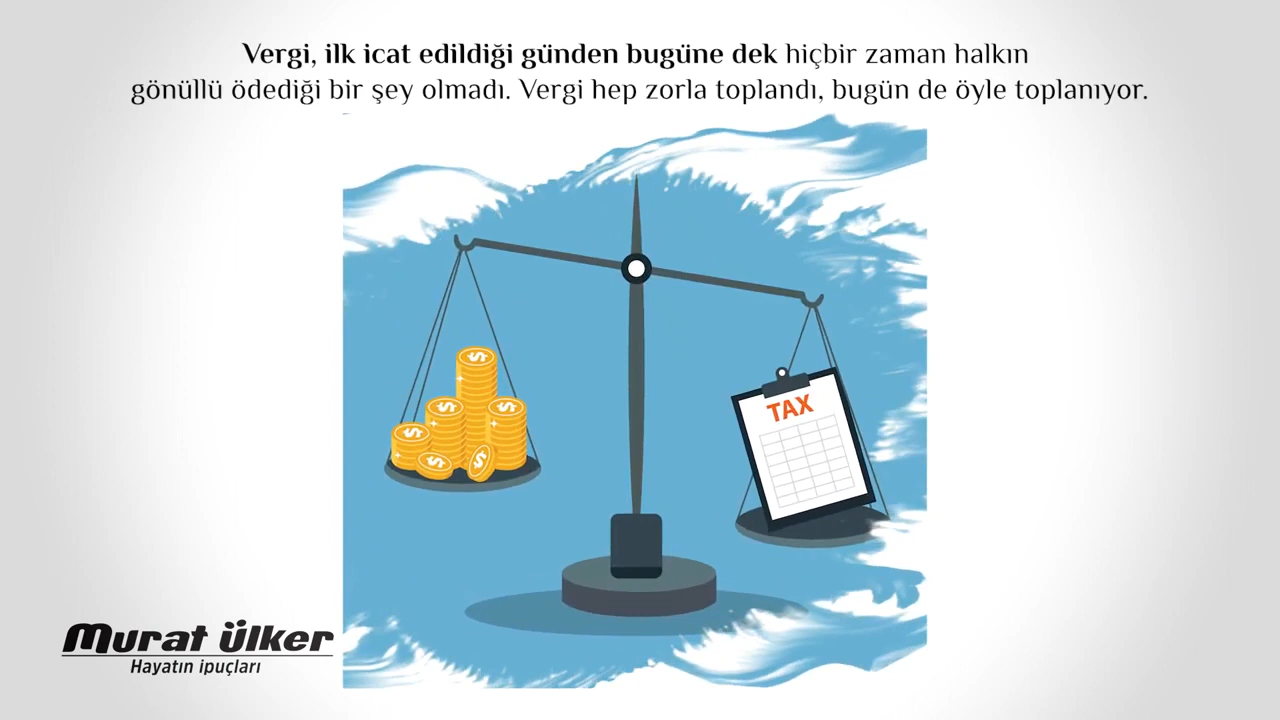 Vergi, ilk icat edildiği günden bugüne dek hiçbir zaman halkın
gönüllü ödediği bir şey olmadı. Vergi hep zorla toplandı, bugün de öyle toplanıyor.
TAX
Murat Ülker
Hayatın ipuçları